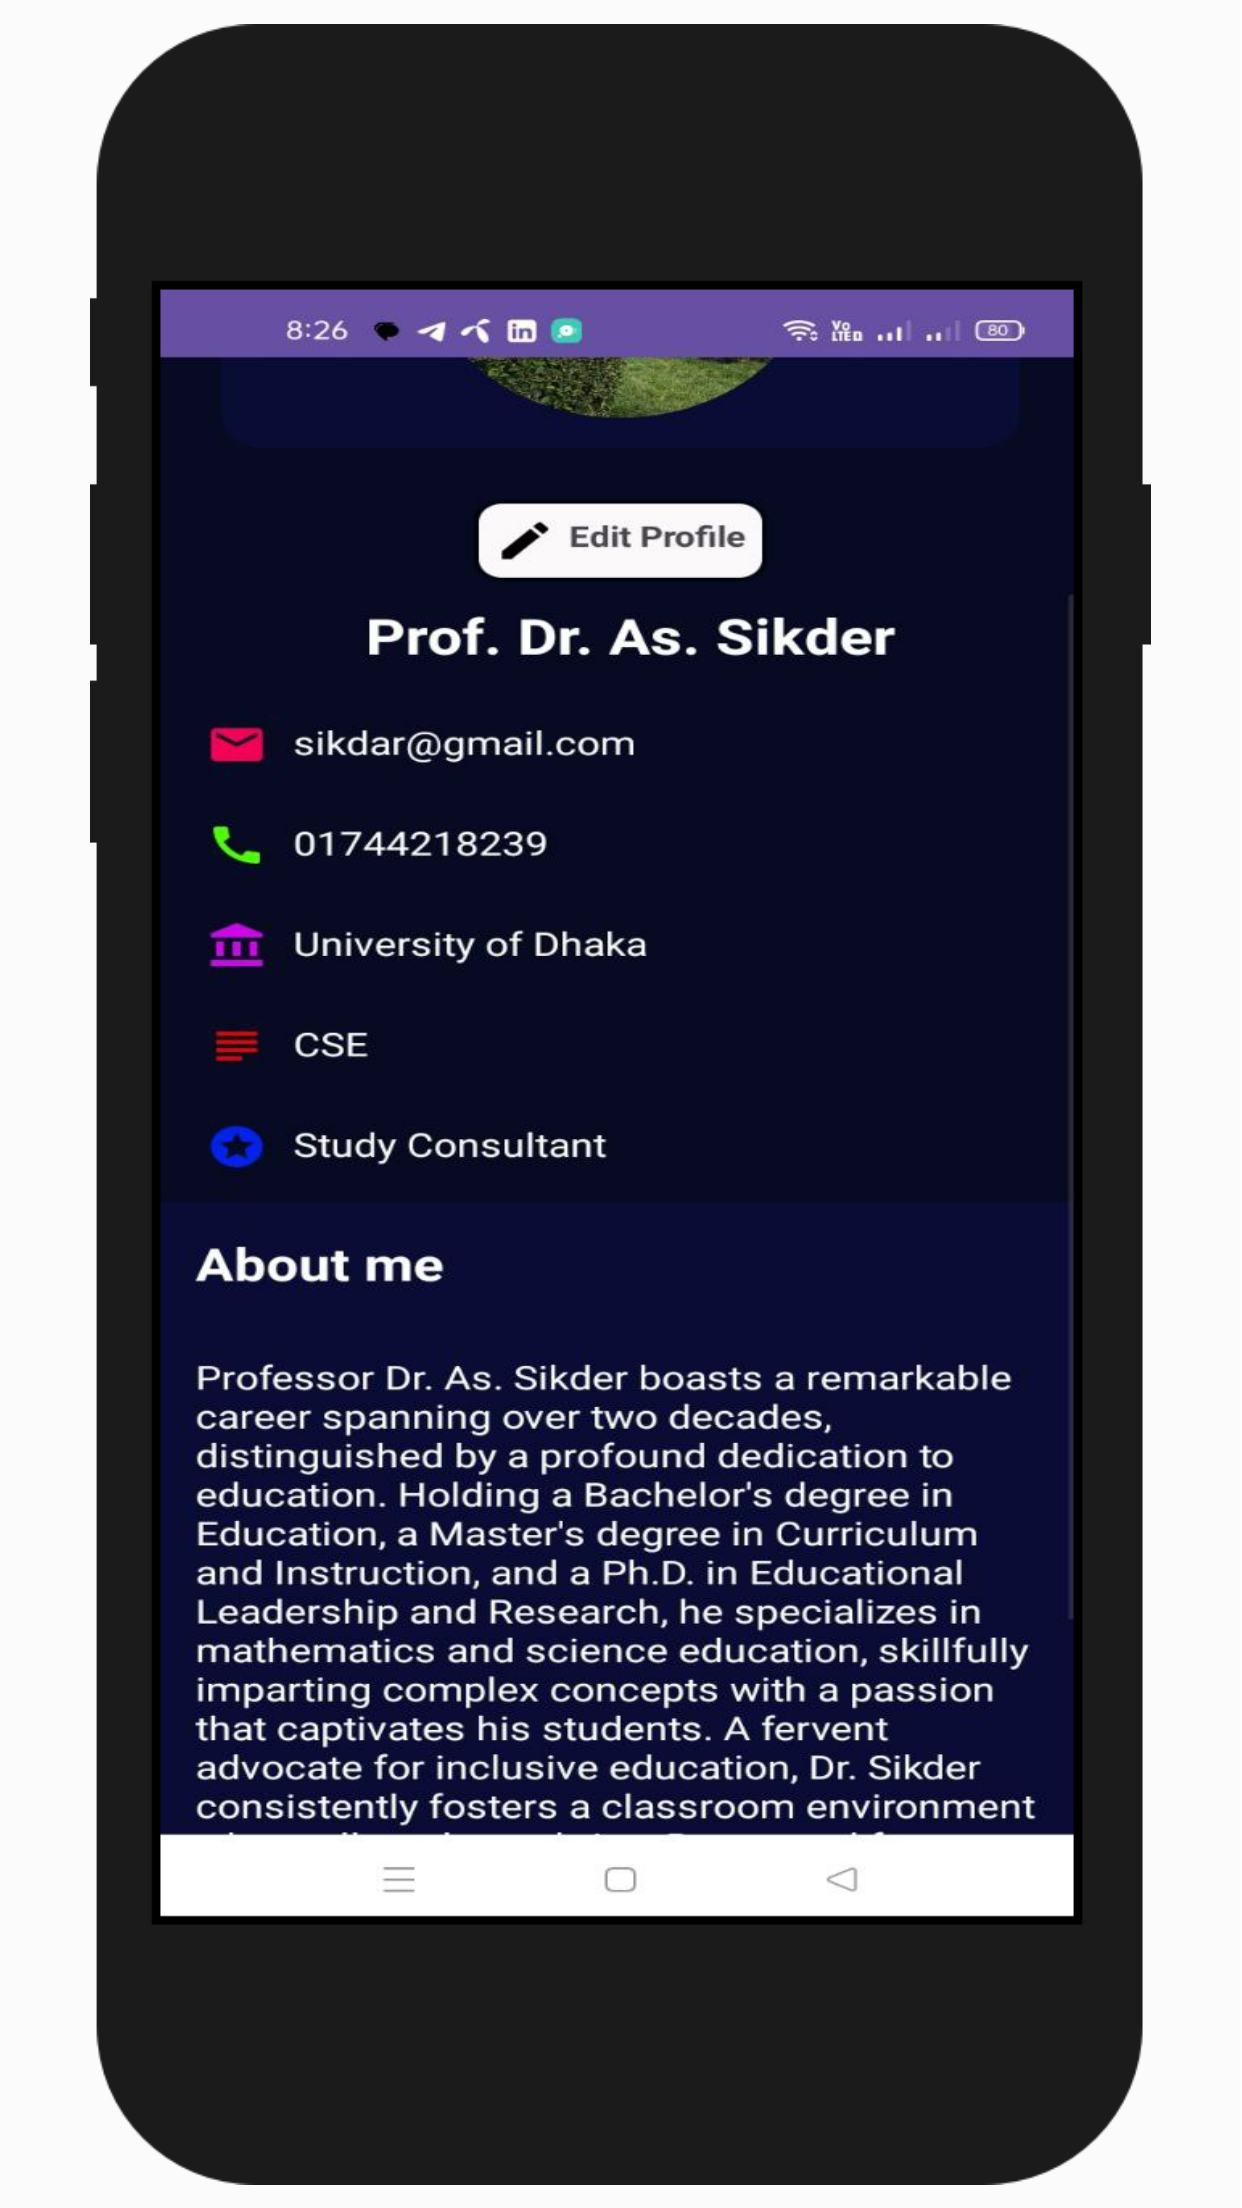 8:26
Vo
LTED
80
Edit Profile
Prof. Dr. As. Sikder
sikdar@gmail.com
01744218239
University of Dhaka
CSE
Study Consultant
About me
Professor Dr. As. Sikder boasts a remarkable
career spanning over two decades,
distinguished by a profound dedication to
education. Holding a Bachelor's degree in
Education, a Master's degree in Curriculum
and Instruction, and a Ph.D. in Educational
Leadership and Research, he specializes in
mathematics and science education, skillfully
imparting complex concepts with a passion
that captivates his students. A fervent
advocate for inclusive education, Dr. Sikder
consistently fosters a classroom environment